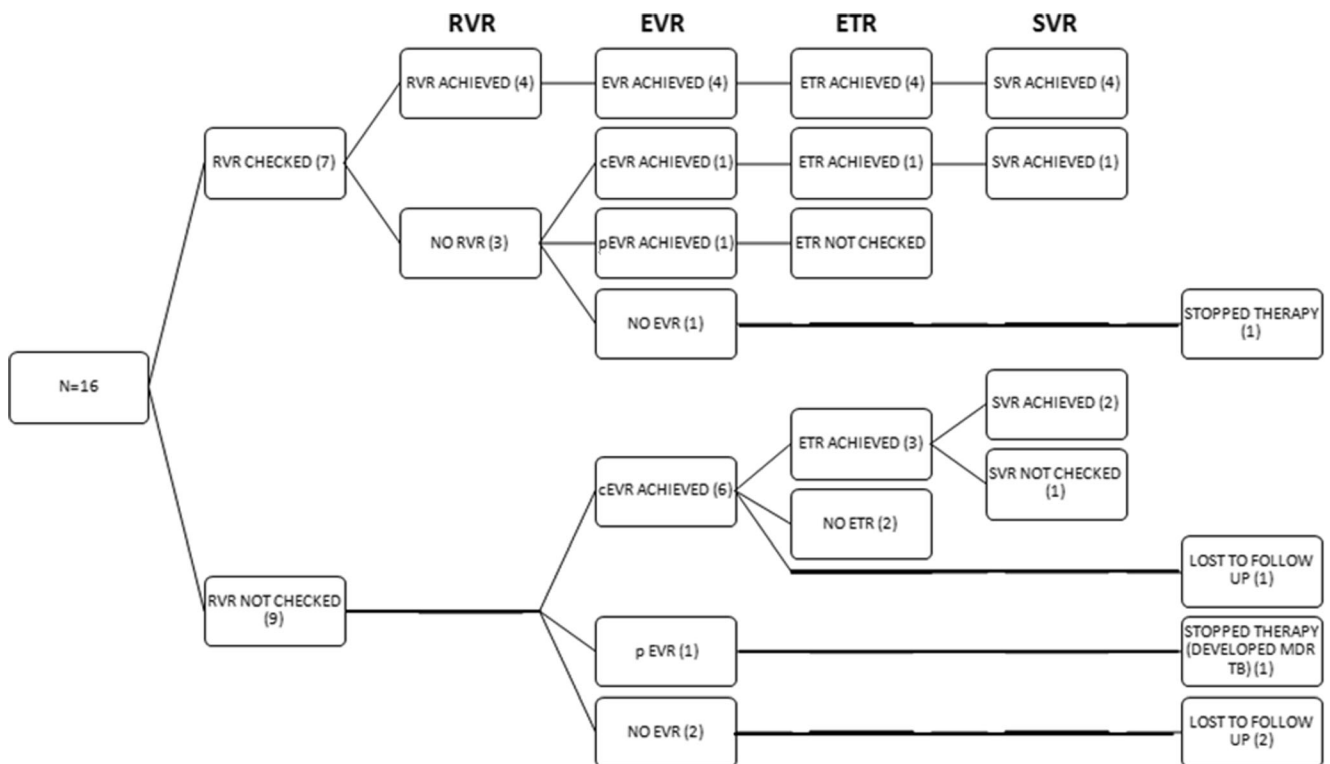 RVR
EVR
ETR
SVR
RVR ACHIEVED (4)
EVR ACHIEVED (4)
ETR ACHIEVED (4)
SVR ACHIEVED (4)
RVR CHECKED (7)
cEVR ACHIEVED (1)
ETR ACHIEVED (1)
SVR ACHIEVED (1)
NO RVR (3)
pEVR ACHIEVED (1)
ETR NOT CHECKED
NO EVR (1)
STOPPED THERAPY
(1)
N=16
SVR ACHIEVED (2)
ETR ACHIEVED (3)
SVR NOT CHECKED
(1)
cEVR ACHIEVED (6)
NO ETR (2)
LOST TO FOLLOW
UP (1)
RVR NOT CHECKED
(9)
p EVR (1)
STOPPED THERAPY
(DEVELOPED MDR
TB) (1)
NO EVR (2)
LOST TO FOLLOW
UP (2)